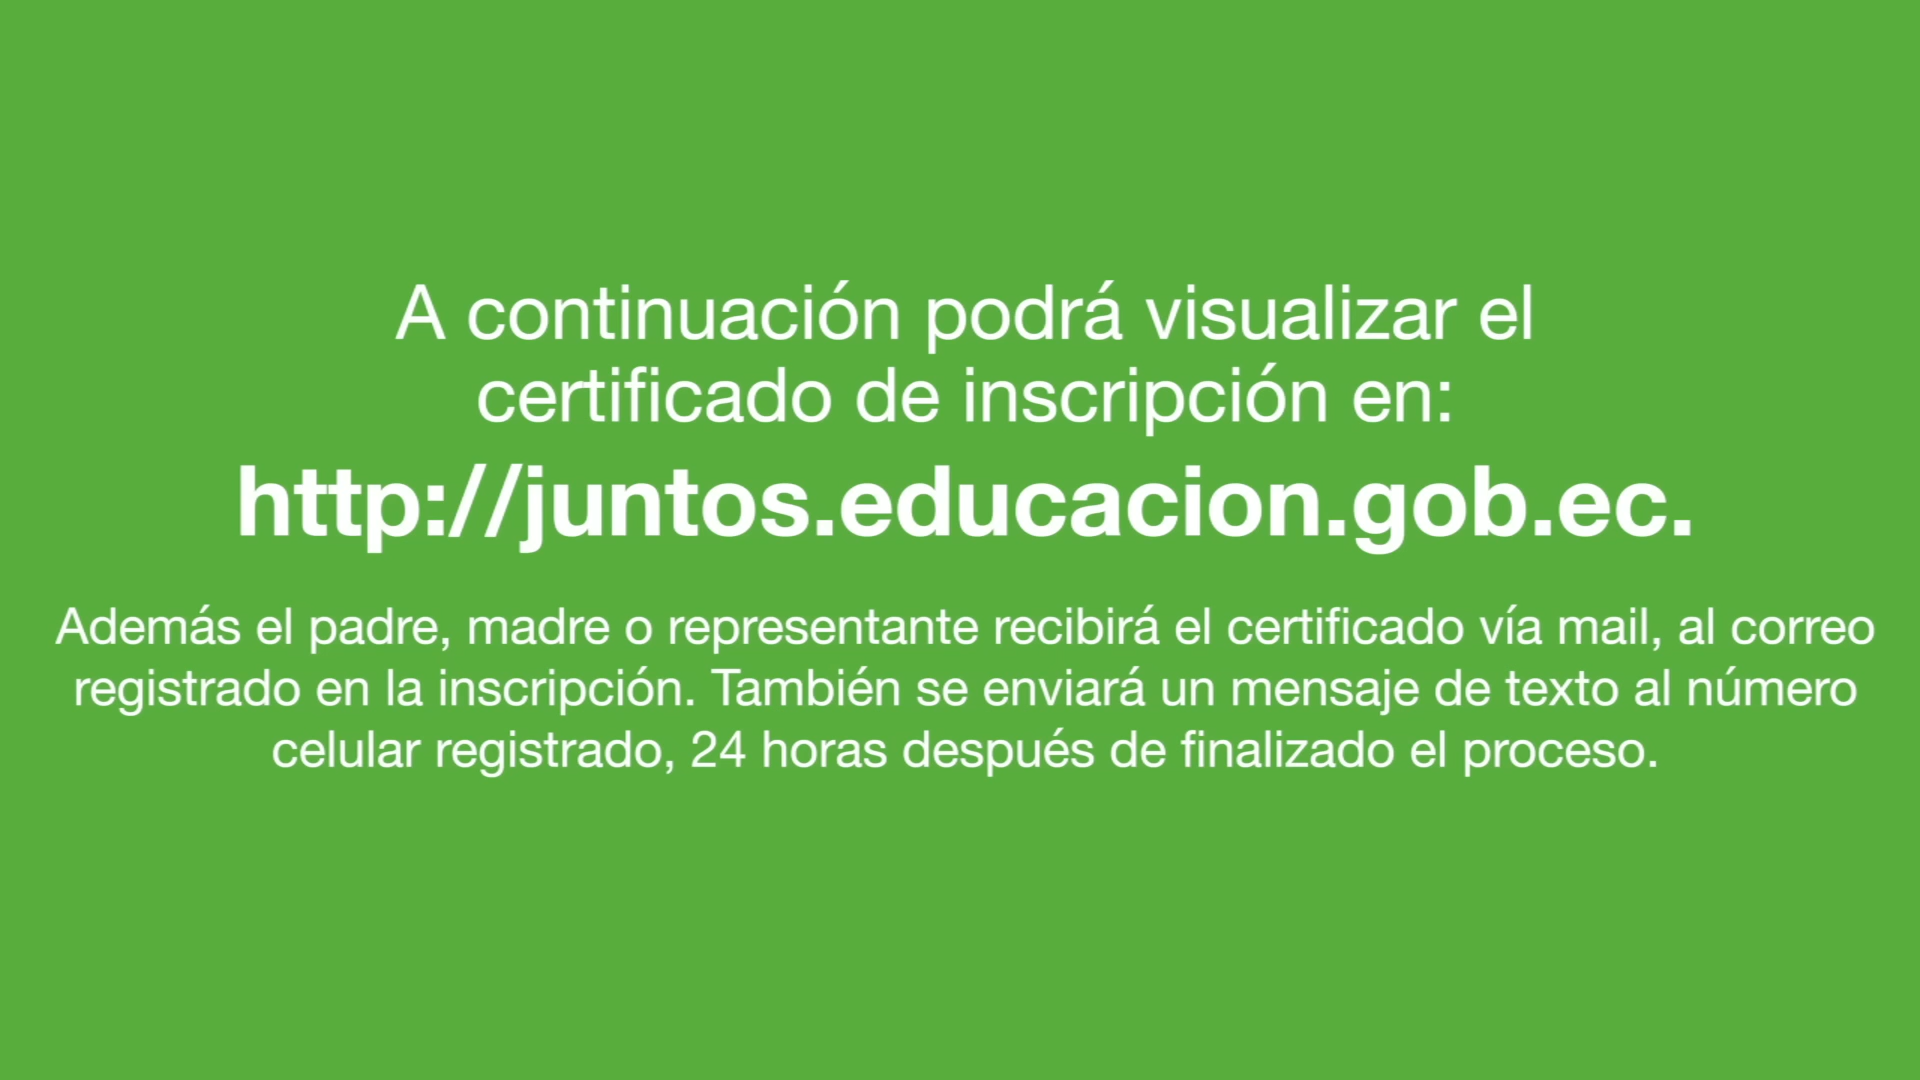 A continuación podrá visualizar el
certificado de inscripción en:
http://juntos.educacion.gob.ec.
Además el padre, madre o representante recibirá el certificado vía mail, al correo
registrado en la inscripción. También se enviará un mensaje de texto al número
celular registrado, 24 horas después de finalizado el proceso.